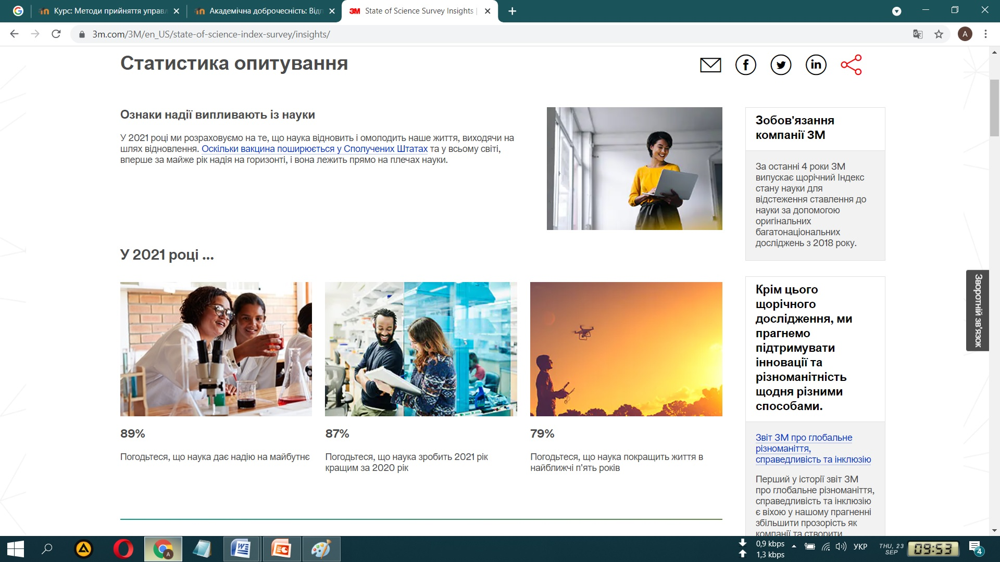 Курс: Методи прийняття управл
Академічна доброчесність: Відп
3M State of Science Survey Insights |
3m.com/3M/en_US/state-of-science-index-survey/insights/
A
Статистика опитування
Ознаки надії випливають із науки
У 2021 році ми розраховуємо на те, що наука відновить і омолодить наше життя, виходячи на
шлях відновлення. Оскільки вакцина поширюється у Сполучених Штатах та у всьому світі,
вперше за майже рік надія на горизонті, і вона лежить прямо на плечах науки.
У 2021 році ...
89%
Погодьтеся, що наука дає надію на майбутнє
87%
Погодьтеся, що наука зробить 2021 рік
кращим за 2020 рік
79%
Погодьтеся, що наука покращить життя в
найближчі п'ять років
Зобов'язання
компанії 3M
За останні 4 роки 3M
випускає щорічний Індекс
стану науки для
відстеження ставлення до
науки за допомогою
оригінальних
багатонаціональних
досліджень з 2018 року.
Крім цього
щорічного
дослідження, ми
прагнемо
підтримувати
інновації та
різноманітність
щодня різними
способами.
Звіт 3M про глобальне
різноманіття,
справедливість та інклюзію
Перший у історії звіт 3M
про глобальне різноманіття,
справедливість та інклюзію
є віхою у нашому прагненні
збільшити прозорість як
компанії та створити
Зворотній зв'язок
0,9 kbps
1,3 kbps
УКР
THU, 23
SEP
09:53
4